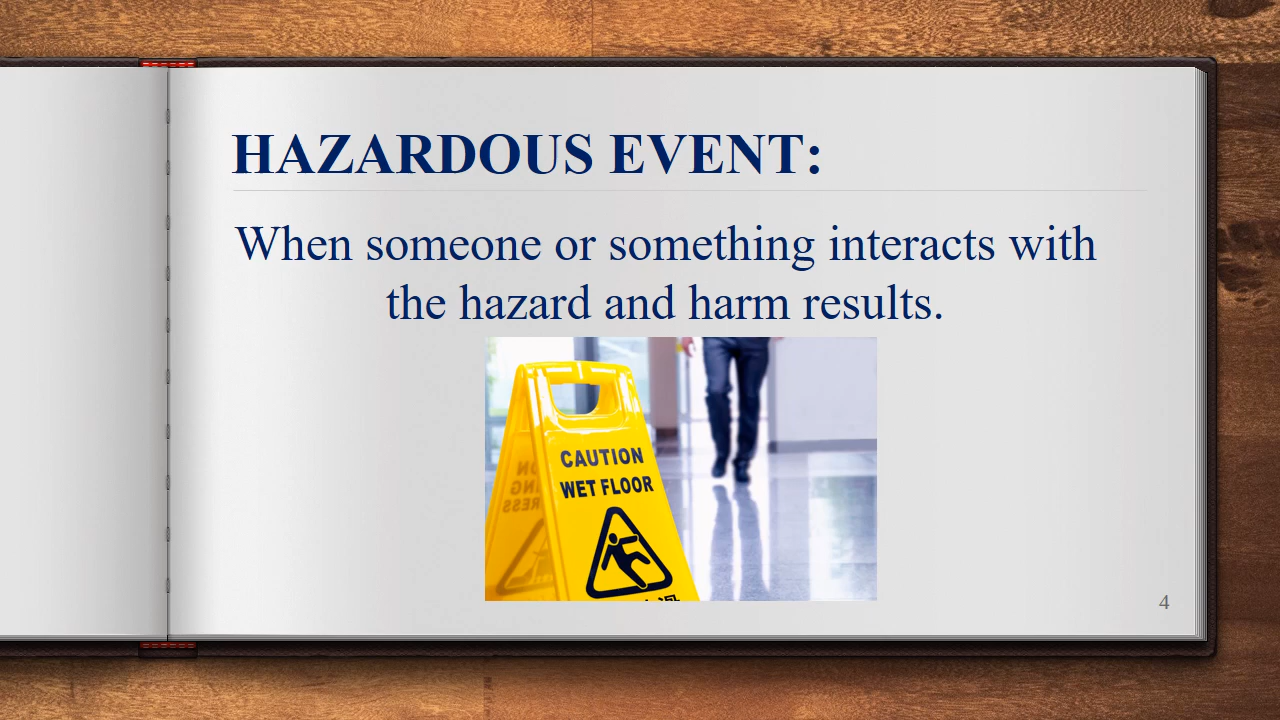 HAZARDOUS EVENT:
When someone or something interacts with
the hazard and harm results.
CAUTION
WET FLOOR
4